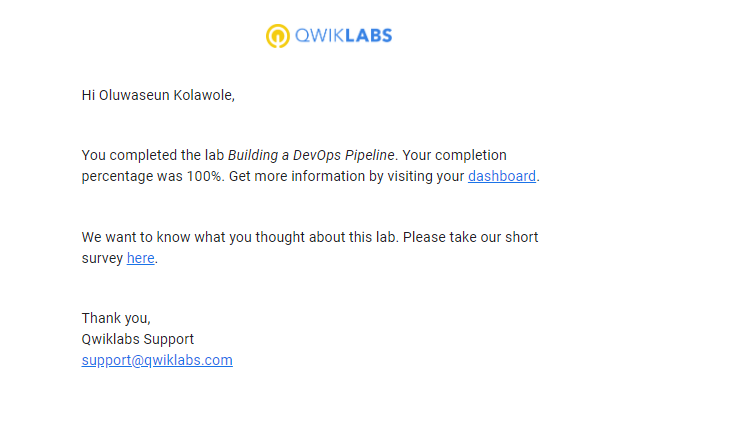 QWIKLABS
Hi Oluwaseun Kolawole,
You completed the lab Building a DevOps Pipeline. Your completion
percentage was 100%. Get more information by visiting your dashboard.
We want to know what you thought about this lab. Please take our short
survey here.
Thank you,
Qwiklabs Support
support@qwiklabs.com